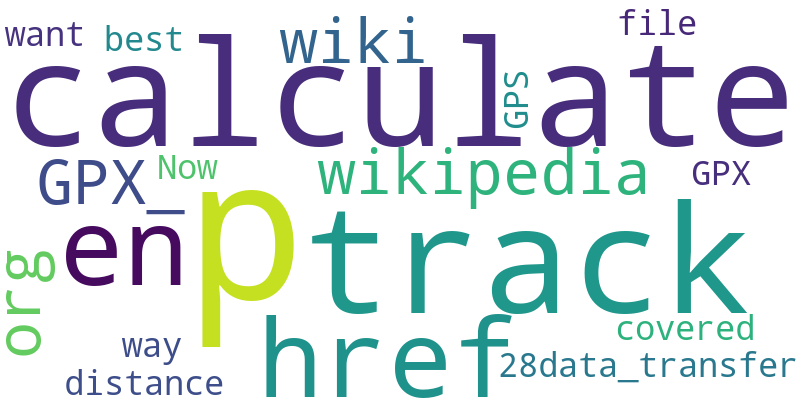 want best wiki file
calculate
GPS
GPX_ Now wikipedia GPX
en p track
org
href covered
way 28data_transfer
distance